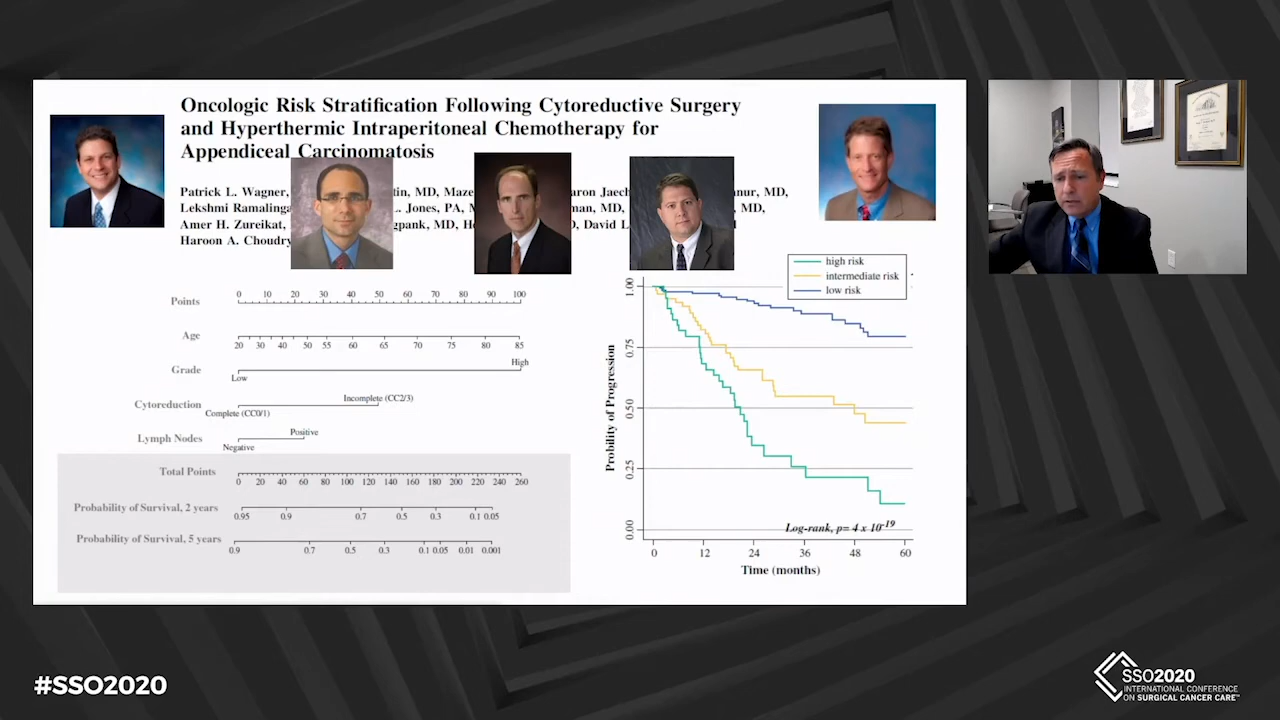 Oncologic Risk Stratification Following Cytoreductive Surgery
and Hyperthermic Intraperitoneal Chemotherapy for
Appendiceal Carcinomatosis
Patrick L. Wagner, MD, MD,
Lekshmi Jones, PA, MD, MD,
Amer H. Zureikat, MD, David
Haroon A.
Points
0 10 20 30 40 50 60 70 80 90 100
Age
20 30 40 50 55 60 65 70 75 80 85
Grade
High
Low
Cytoreduction
Incomplete (CC2/3)
Complete (CC0/1)
Lymph Nodes
Positive
Negative
Total Points
0 20 40 60 80 100 120 140 160 180 200 220 240 260
Probability of Survival, 2 years
0.95 0.9 0.7 0.5 0.3 0.1 0.05
Probability of Survival, 5 years
0.9 0.7 0.5 0.3 0.1 0.05 0.01 0.001
high risk
intermediate risk
low risk
Probility of Progression
1.00
0.75
0.50
0.25
0.00
Log-rank, p= 4 x 10-19
0 12 24 36 48 60
Time (months)
#SSO2020
SSO2020
INTERNATIONAL CONFERENCE
ON SURGICAL CANCER CARE™